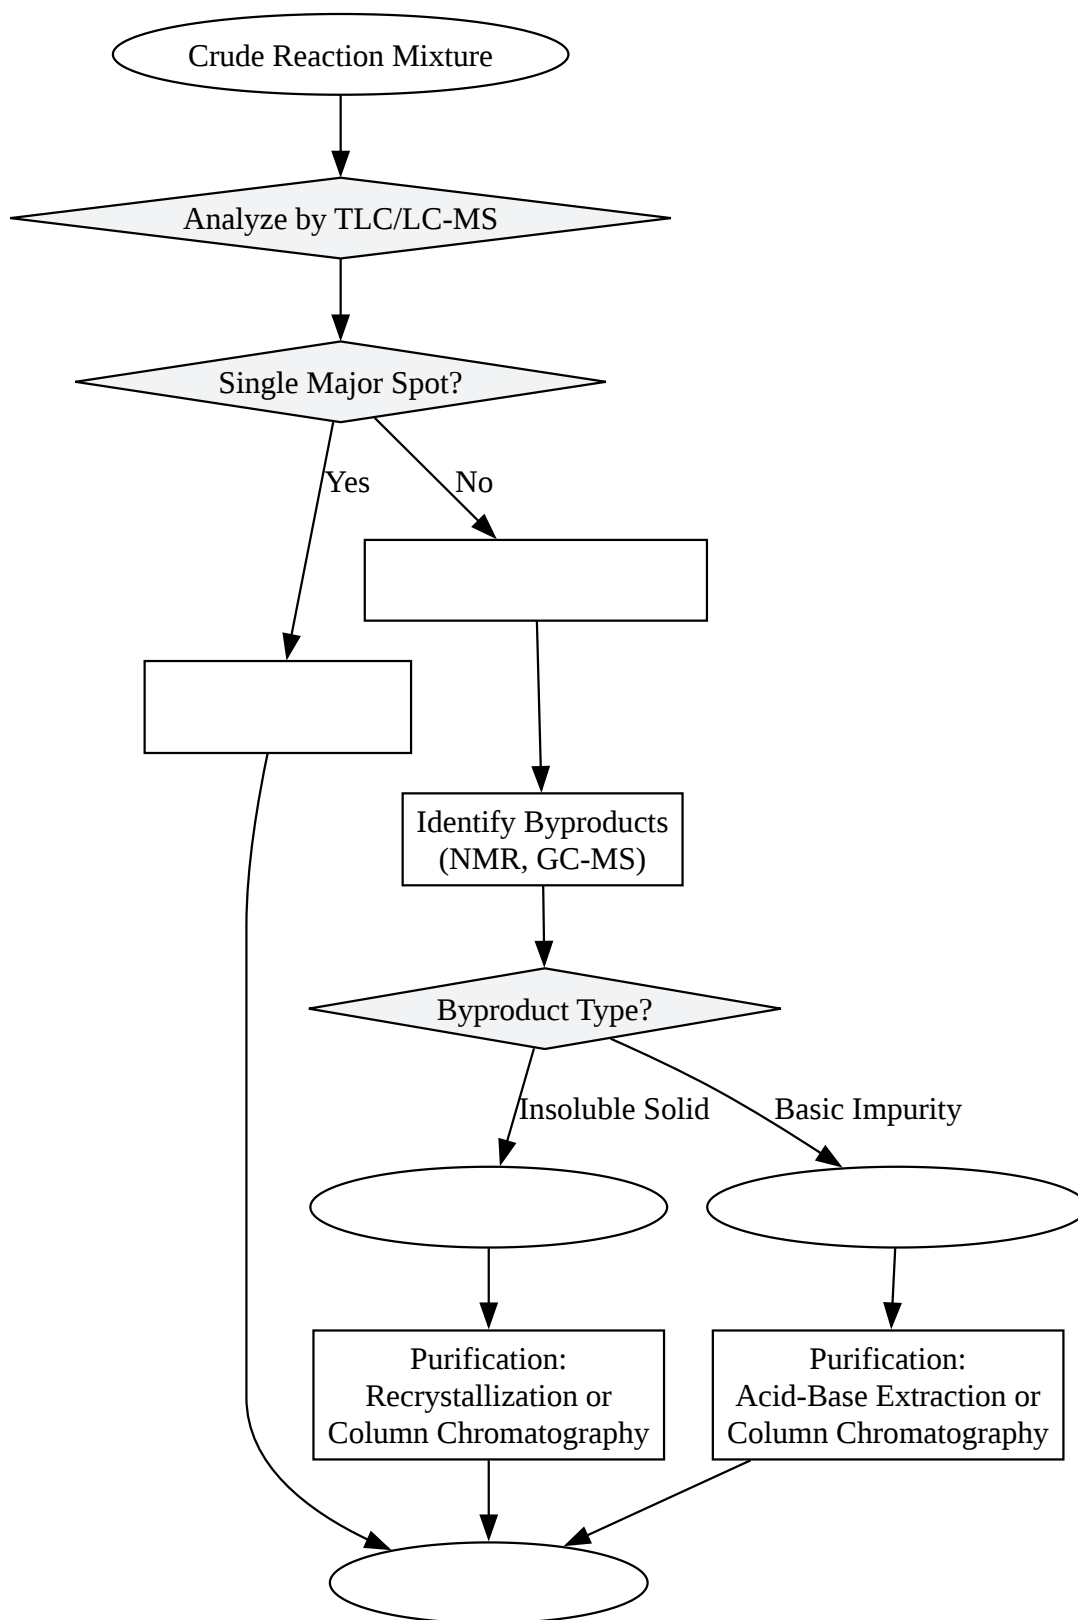 Crude Reaction Mixture
Analyze by TLC/LC-MS
Single Major Spot?
Yes
No
Identify Byproducts
(NMR, GC-MS)
Byproduct Type?
Insoluble Solid
Basic Impurity
Purification:
Recrystallization or
Column Chromatography
Purification:
Acid-Base Extraction or
Column Chromatography